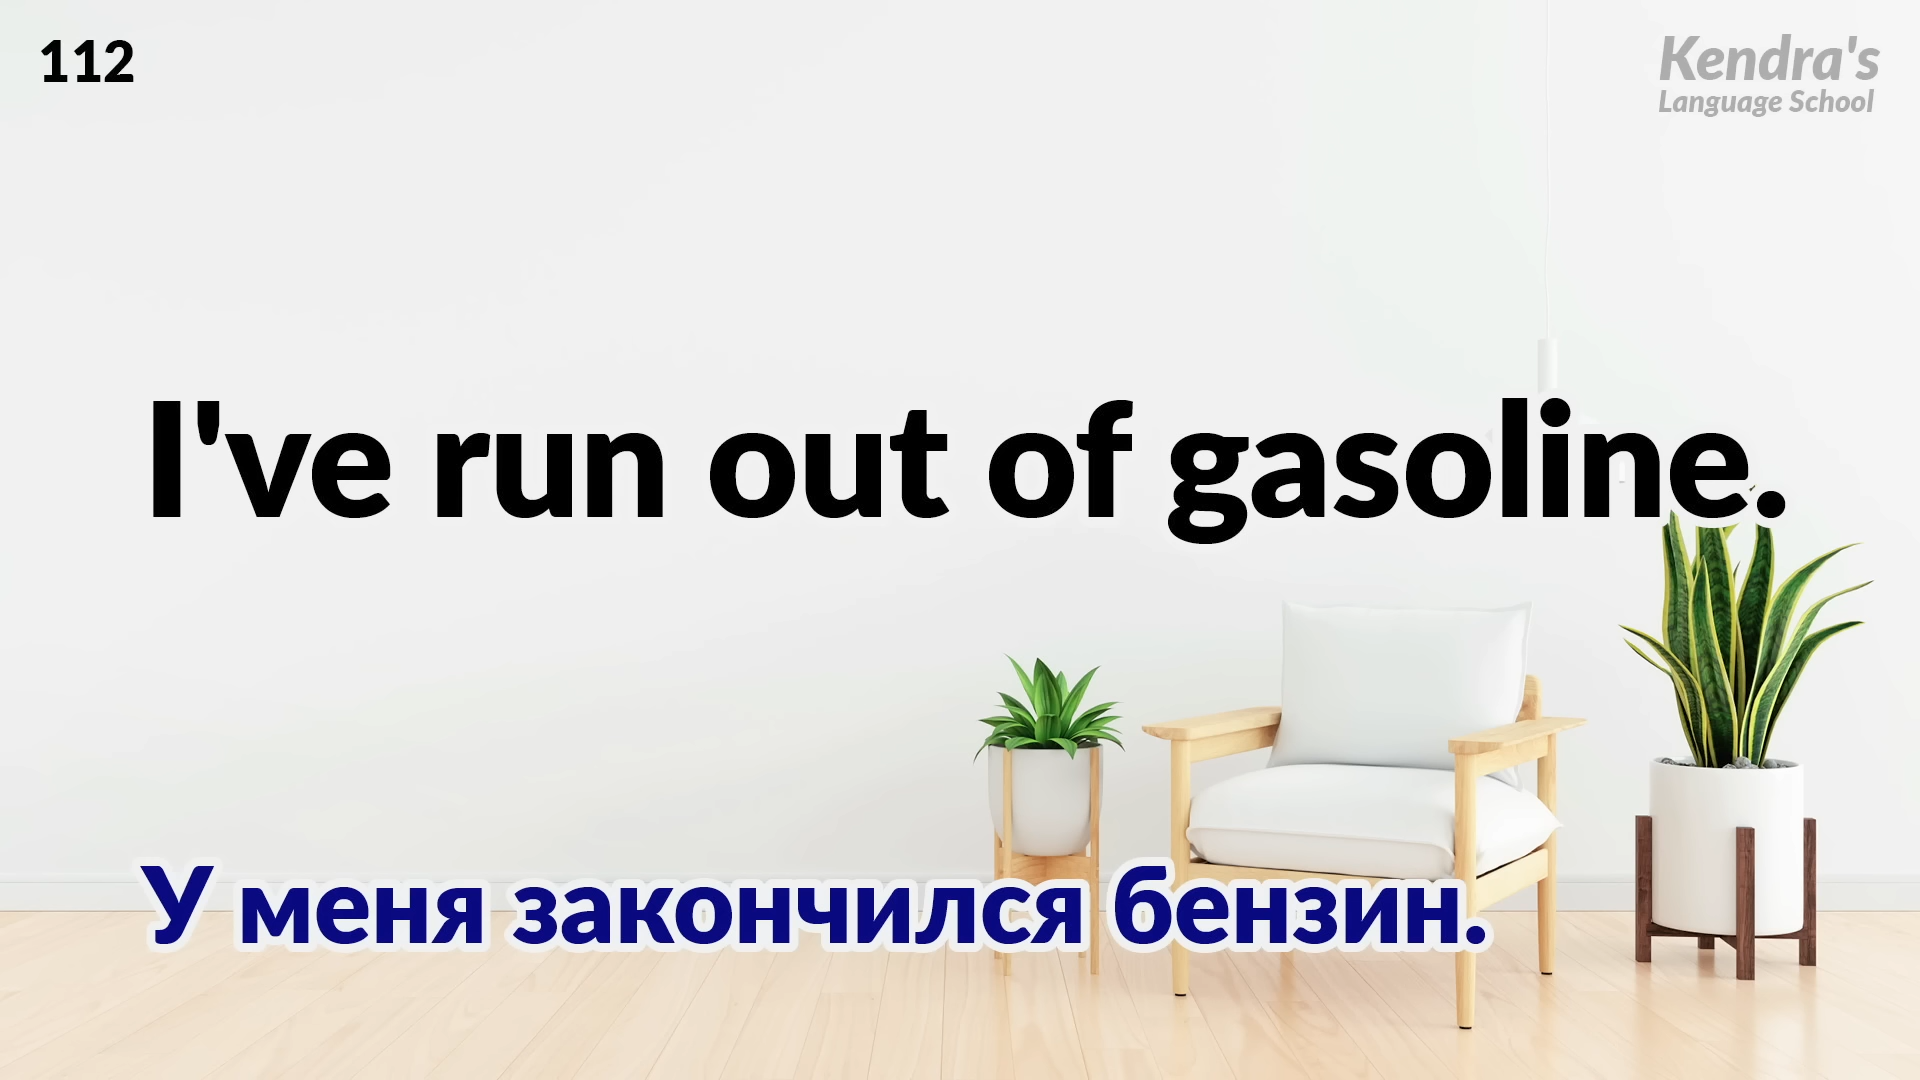 112
Kendra's
Language School
I've run out of gasoline.
У меня закончился бензин.